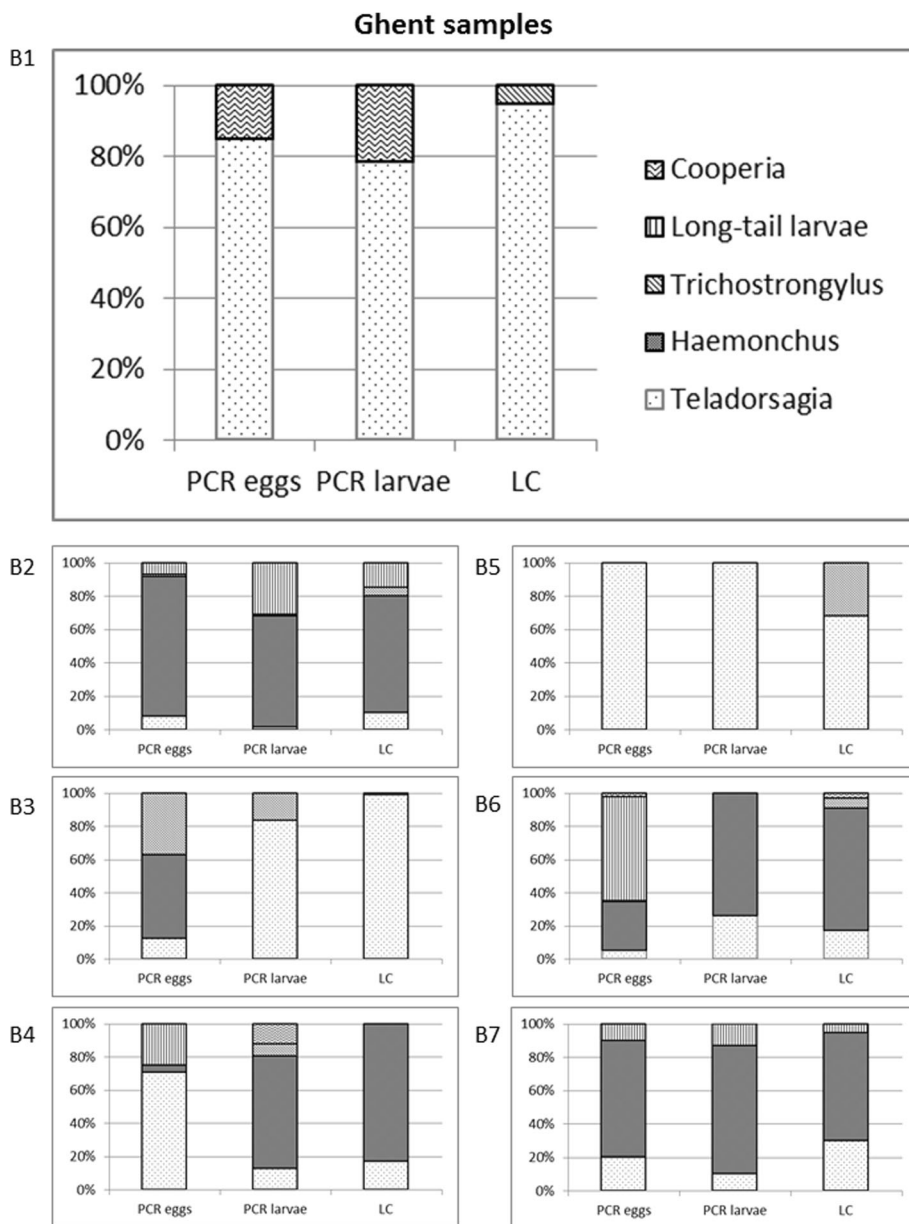 Ghent samples
B1
100%
80%
60%
40%
20%
0%
PCR eggs PCR larvae LC
Cooperia
Long-tail larvae
Trichostrongylus
Haemonchus
Teladorsagia
B2
100%
80%
60%
40%
20%
0%
PCR eggs PCR larvae LC
B5
100%
80%
60%
40%
20%
0%
PCR eggs PCR larvae LC
B3
100%
80%
60%
40%
20%
0%
PCR eggs PCR larvae LC
B6
100%
80%
60%
40%
20%
0%
PCR eggs PCR larvae LC
B4
100%
80%
60%
40%
20%
0%
PCR eggs PCR larvae LC
B7
100%
80%
60%
40%
20%
0%
PCR eggs PCR larvae LC